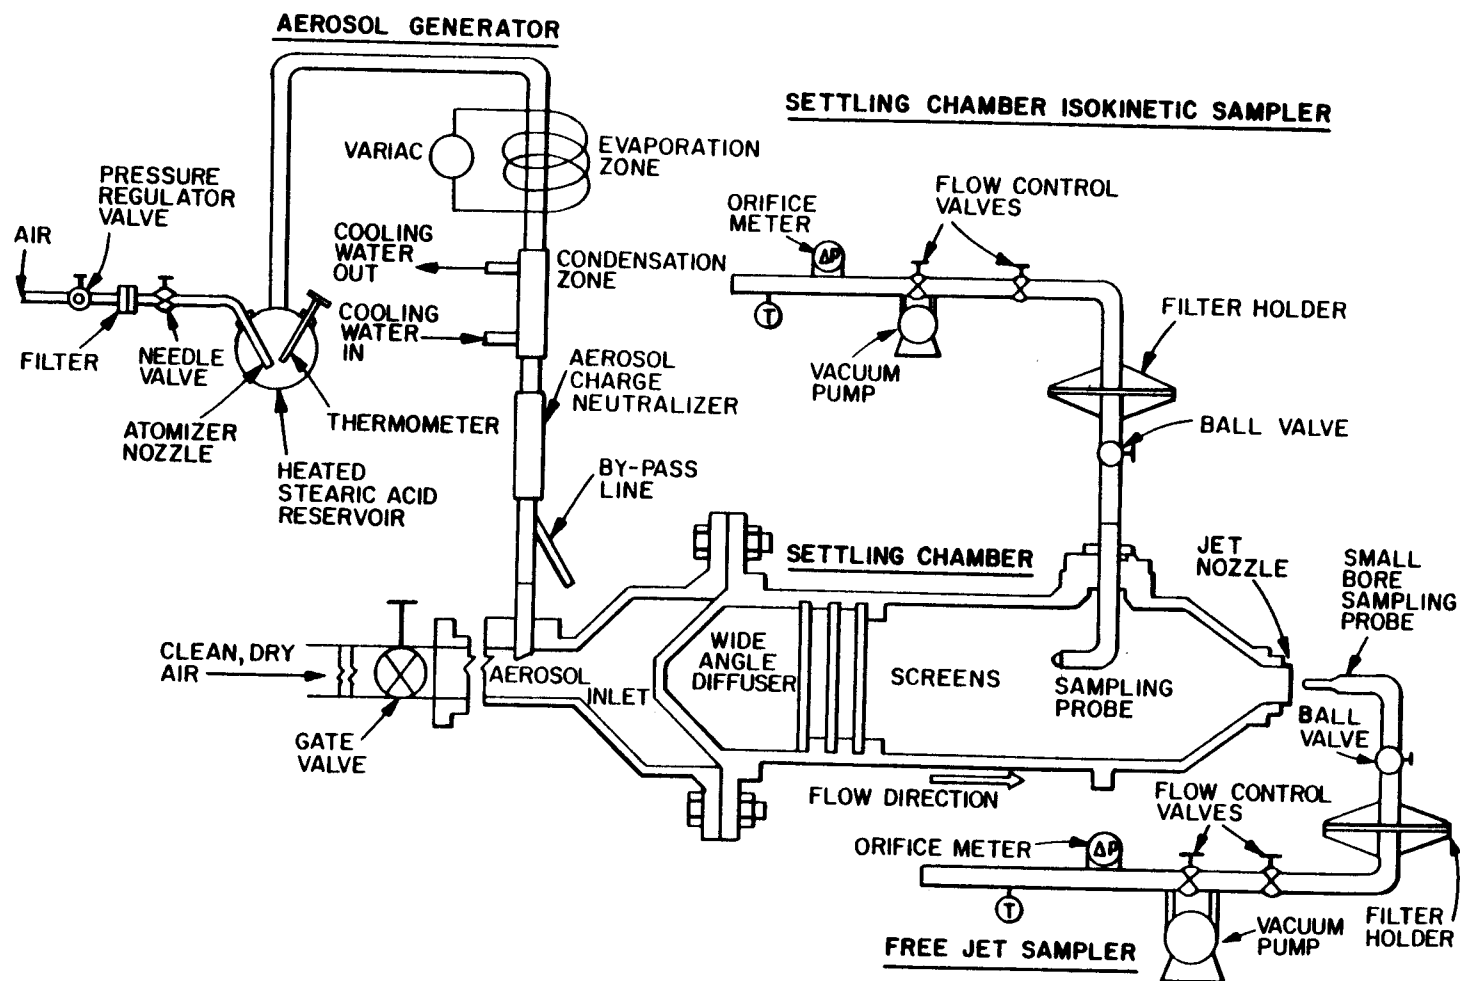 AEROSOL GENERATOR
SETTLING CHAMBER ISOKINETIC SAMPLER
VARIAC
EVAPORATION
ZONE
PRESSURE
REGULATOR
VALVE
AIR
ORIFICE
METER
FLOW CONTROL
VALVES
COOLING
WATER
OUT
CONDENSATION
ZONE
ΔP
T
FILTER HOLDER
COOLING
WATER
IN
FILTER
NEEDLE
VALVE
AEROSOL
CHARGE
NEUTRALIZER
VACUUM
PUMP
THERMOMETER
ATOMIZER
NOZZLE
BALL VALVE
HEATED
STEARIC ACID
RESERVOIR
BY-PASS
LINE
SETTLING CHAMBER
JET
NOZZLE
SMALL
BORE
SAMPLING
PROBE
CLEAN, DRY
AIR
AEROSOL
INLET
WIDE
ANGLE
DIFFUSER
SCREENS
SAMPLING
PROBE
BALL
VALVE
GATE
VALVE
FLOW DIRECTION
FLOW CONTROL
VALVES
ORIFICE METER
ΔP
T
VACUUM
PUMP
FILTER
HOLDER
FREE JET SAMPLER